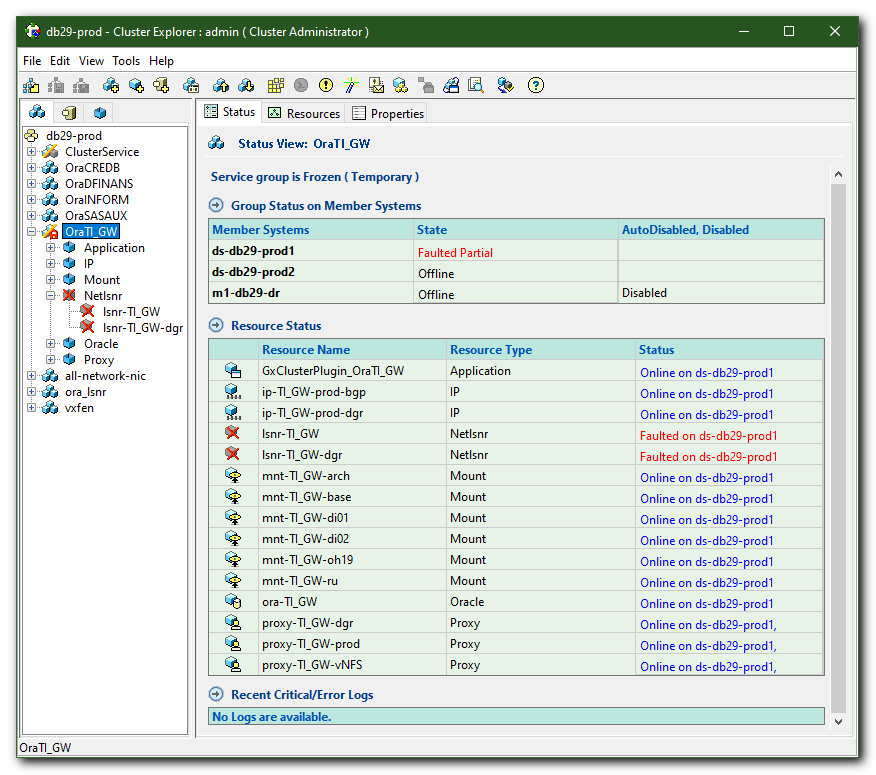 db29-prod - Cluster Explorer : admin ( Cluster Administrator )
File Edit View Tools Help
db29-prod
ClusterService
OraCREDB
OraDFINANS
OraINFORM
OraSASAUX
OraTI_GW
Application
IP
Mount
Netlsnr
lsnr-TI_GW
lsnr-TI_GW-dgr
Oracle
Proxy
all-network-nic
ora_lsnr
vxfen
Status Resources Properties
Status View: OraTI_GW
Service group is Frozen ( Temporary )
Group Status on Member Systems
Member Systems State AutoDisabled, Disabled
ds-db29-prod1 Faulted Partial
ds-db29-prod2 Offline
m1-db29-dr Offline Disabled
Resource Status
Resource Name Resource Type Status
GxClusterPlugin_OraTI_GW Application Online on ds-db29-prod1
ip-TI_GW-prod-bgp IP Online on ds-db29-prod1
ip-TI_GW-prod-dgr IP Online on ds-db29-prod1
lsnr-TI_GW Netlsnr Faulted on ds-db29-prod1
lsnr-TI_GW-dgr Netlsnr Faulted on ds-db29-prod1
mnt-TI_GW-arch Mount Online on ds-db29-prod1
mnt-TI_GW-base Mount Online on ds-db29-prod1
mnt-TI_GW-di01 Mount Online on ds-db29-prod1
mnt-TI_GW-di02 Mount Online on ds-db29-prod1
mnt-TI_GW-oh19 Mount Online on ds-db29-prod1
mnt-TI_GW-ru Mount Online on ds-db29-prod1
ora-TI_GW Oracle Online on ds-db29-prod1
proxy-TI_GW-dgr Proxy Online on ds-db29-prod1,
proxy-TI_GW-prod Proxy Online on ds-db29-prod1,
proxy-TI_GW-vNFS Proxy Online on ds-db29-prod1,
Recent Critical/Error Logs
No Logs are available.
OraTI_GW